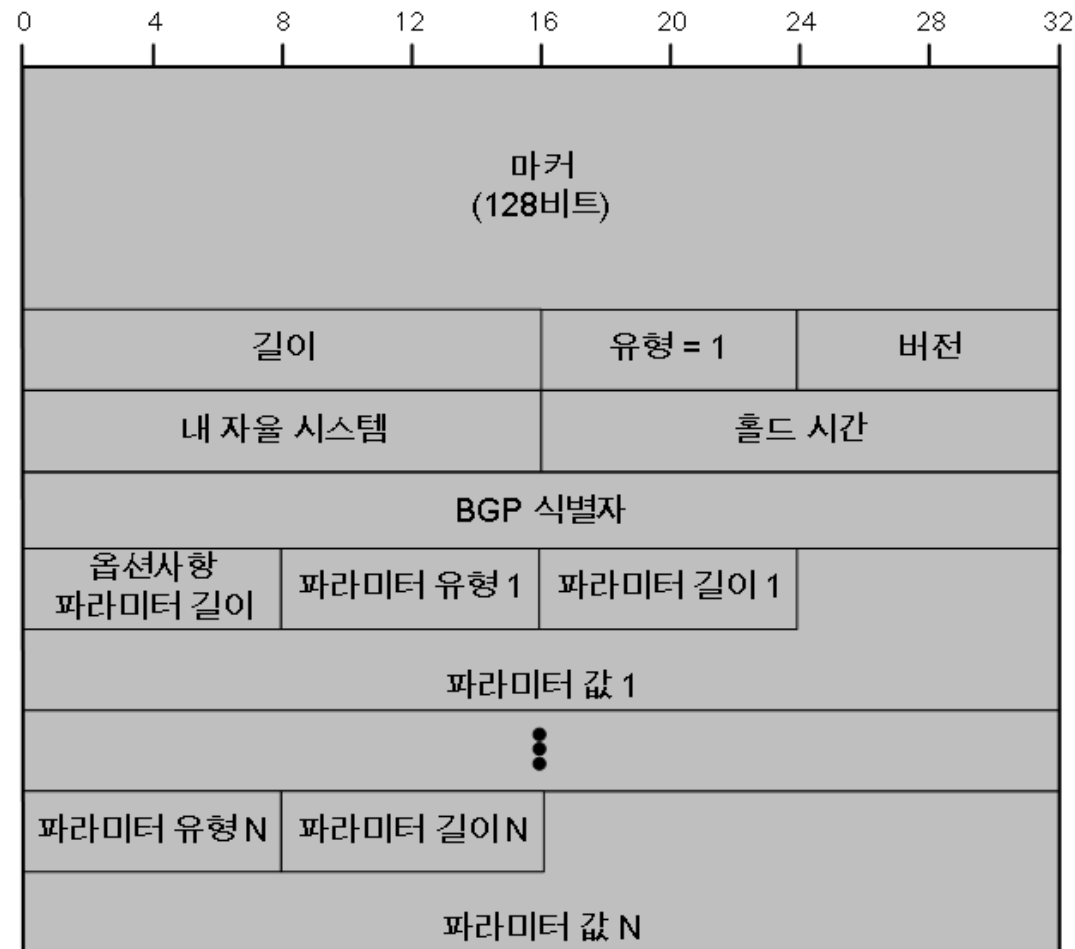 0 4 8 12 16 20 24 28 32
마커
(128비트)
길이 유형 = 1 버전
내 자율 시스템 홀드 시간
BGP 식별자
옵션사항
파라미터 길이 파라미터 유형 1 파라미터 길이 1
파라미터 값 1
파라미터 유형 N 파라미터 길이 N
파라미터 값 N